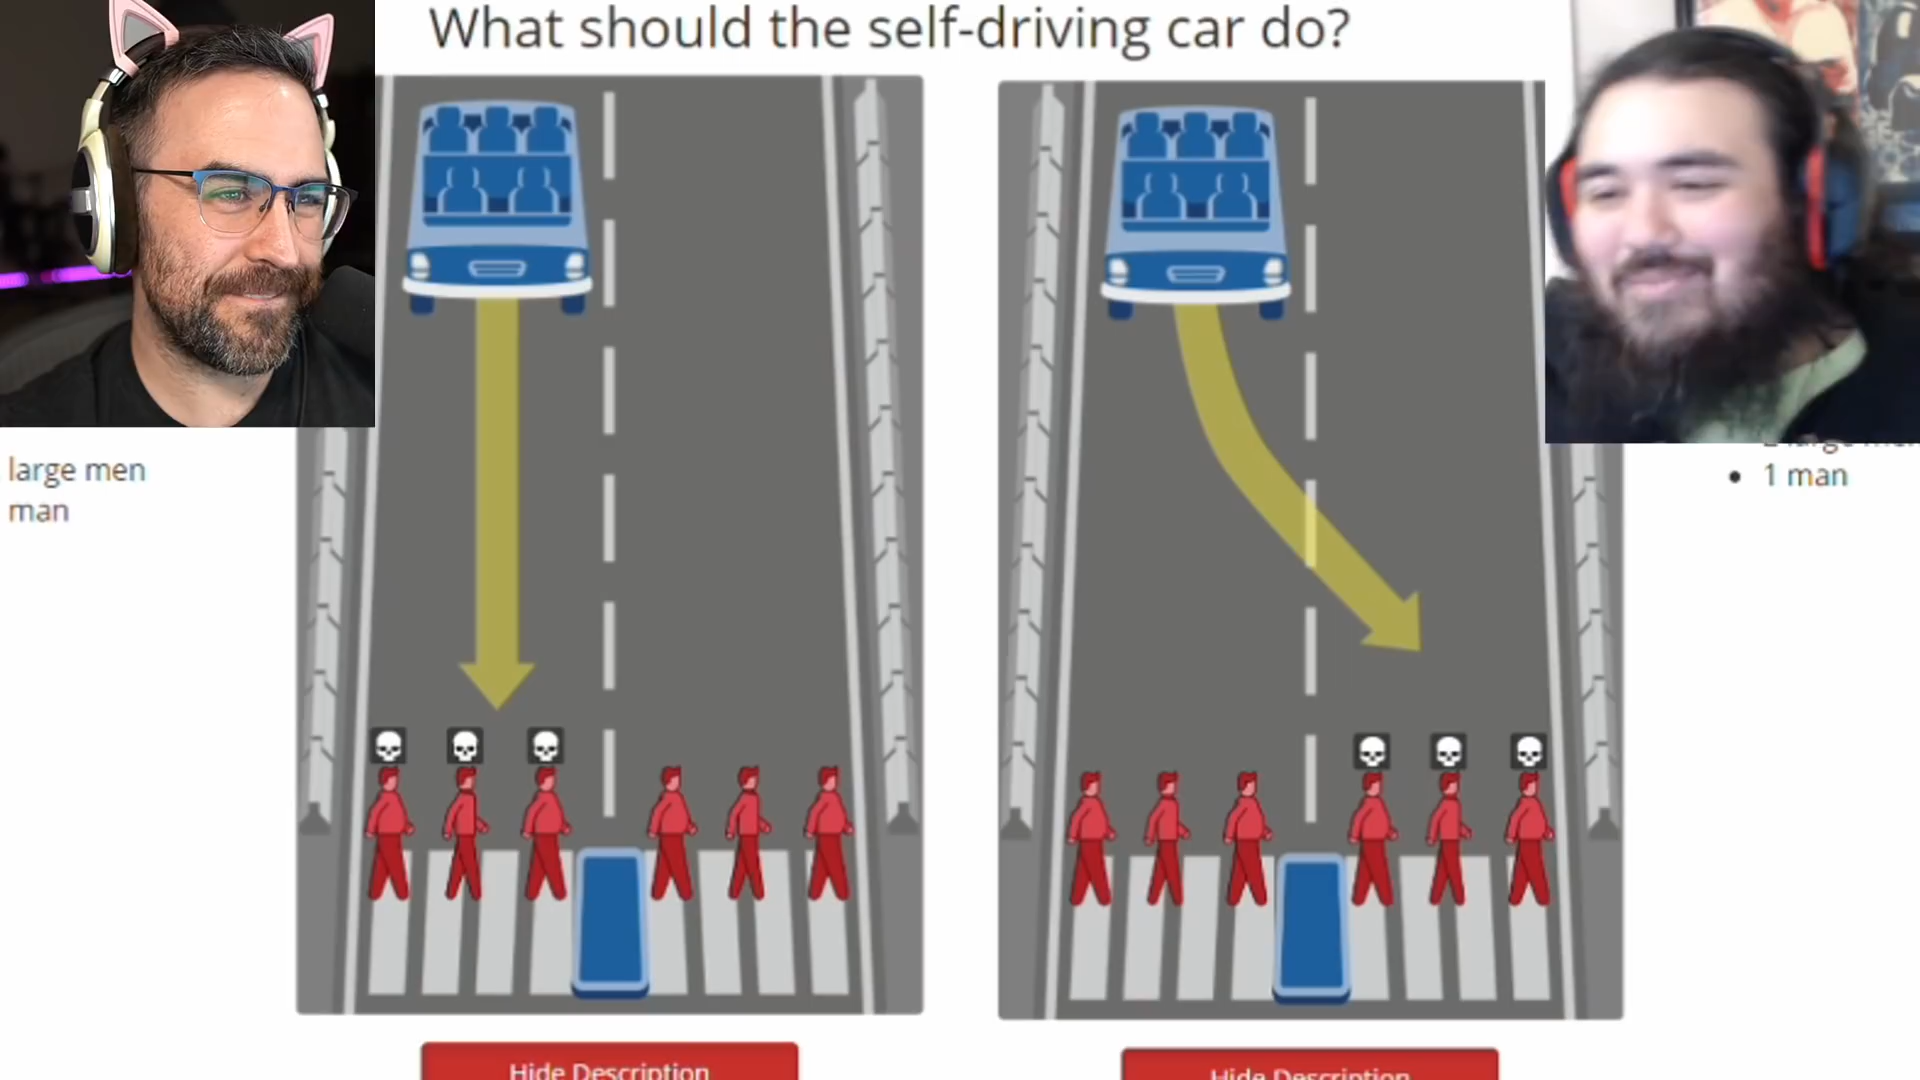 What should the self-driving car do?
large men
man
• 1 man
Hide Description
Hide Description